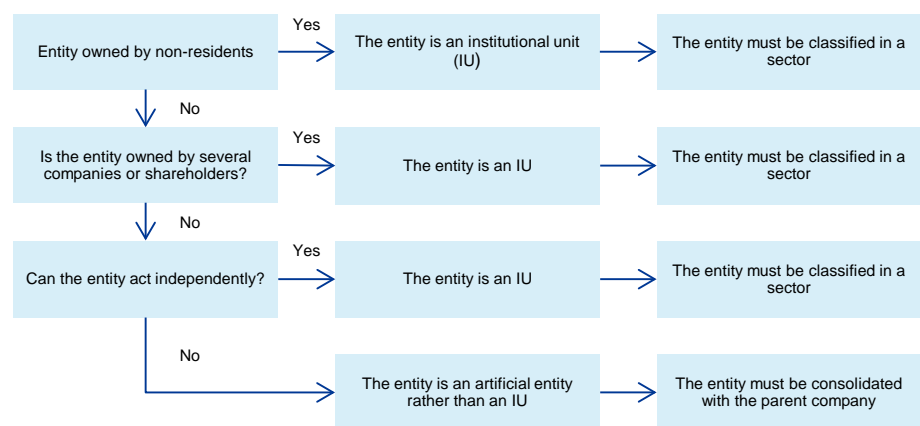 Yes
Entity owned by non-residents
The entity is an institutional unit
(IU)
The entity must be classified in a
sector
No
Yes
Is the entity owned by several
companies or shareholders?
The entity is an IU
The entity must be classified in a
sector
No
Yes
Can the entity act independently?
The entity is an IU
The entity must be classified in a
sector
No
The entity is an artificial entity
rather than an IU
The entity must be consolidated
with the parent company